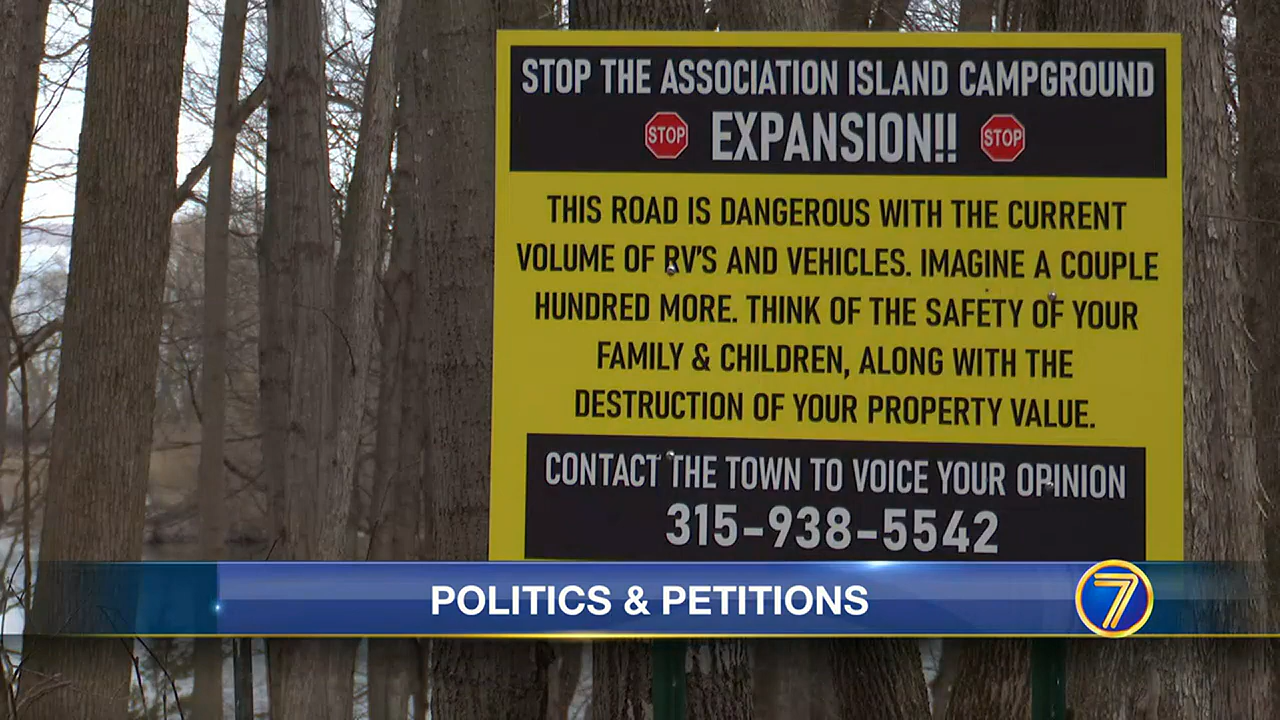 STOP THE ASSOCIATION ISLAND CAMPGROUND
STOP EXPANSION!! STOP
THIS ROAD IS DANGEROUS WITH THE CURRENT
VOLUME OF RV'S AND VEHICLES. IMAGINE A COUPLE
HUNDRED MORE. THINK OF THE SAFETY OF YOUR
FAMILY & CHILDREN, ALONG WITH THE
DESTRUCTION OF YOUR PROPERTY VALUE.
CONTACT THE TOWN TO VOICE YOUR OPINION
315-938-5542
POLITICS & PETITIONS
7